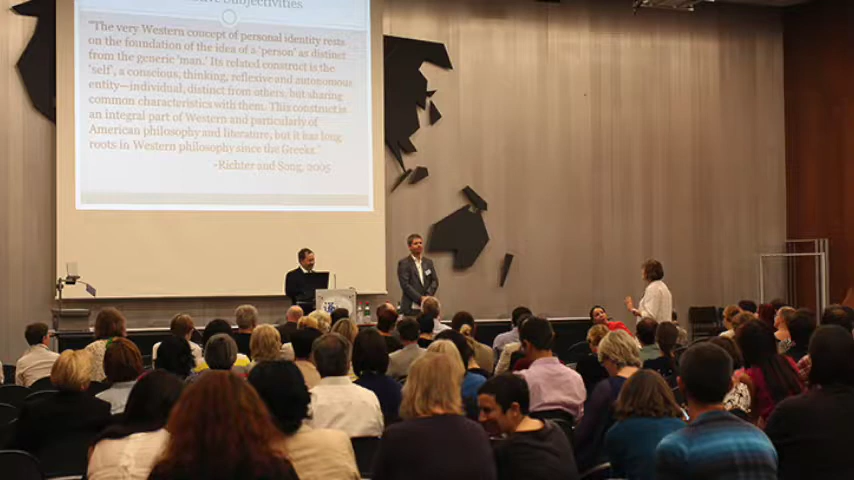 Subjectivities
"The very Western concept of personal identity rests
on the foundation of the idea of a 'person' as distinct
from the generic 'man.' Its related construct is the
'self', a conscious, thinking, reflexive and autonomous
entity—individual, distinct from others, but sharing
common characteristics with them. This construct is
an integral part of Western and particularly of
American philosophy and literature, but it has long
roots in Western philosophy since the Greeks."
-Richter and Song, 2005